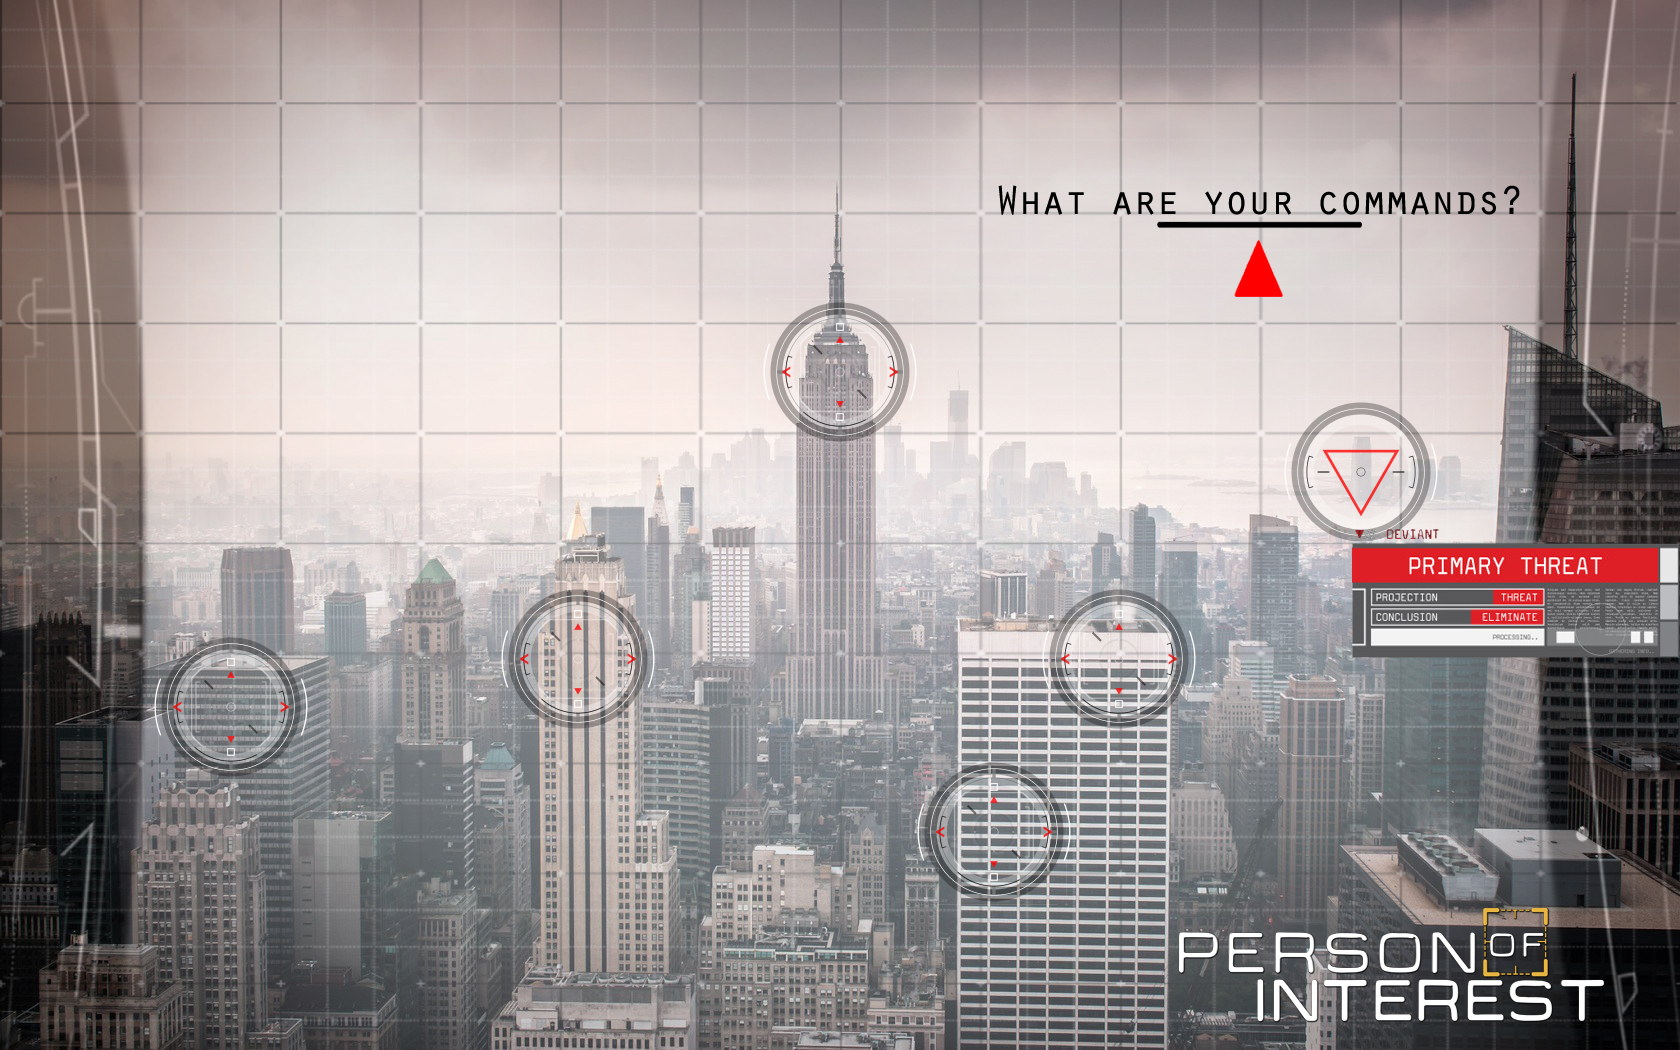 WHAT ARE YOUR COMMANDS?
DEVIANT
PRIMARY THREAT
PROJECTION THREAT
CONCLUSION ELIMINATE
PROCESSING..
PERSON OF
INTEREST